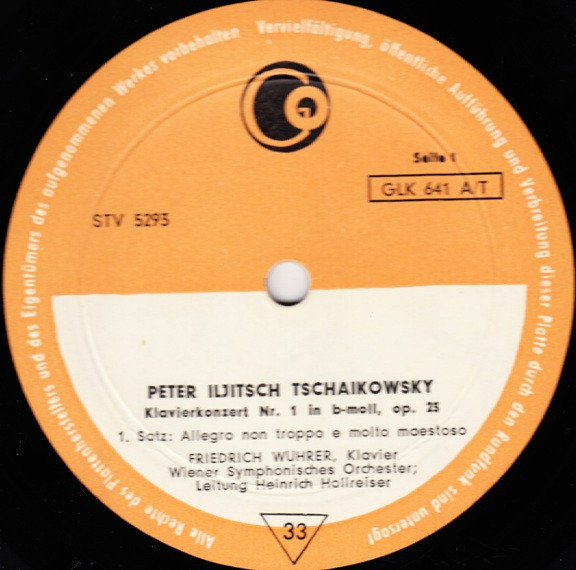 Alle Rechte des Plattenherstellers und des Eigentümers des aufgenommenen Werkes vorbehalten Vervielfältigung, öffentliche Aufführung und Verbreitung dieser Platte durch den Rundfunk sind untersagt
Seite 1
GLK 641 A/T
STV 5293
PETER ILJITSCH TSCHAIKOWSKY
Klavierkonzert Nr. 1 in b-moll, op. 25
1. Satz: Allegro non troppo e molto maestoso
FRIEDRICH WUHRER, Klavier
Wiener Symphonisches Orchester;
Leitung Heinrich Hollreiser
33